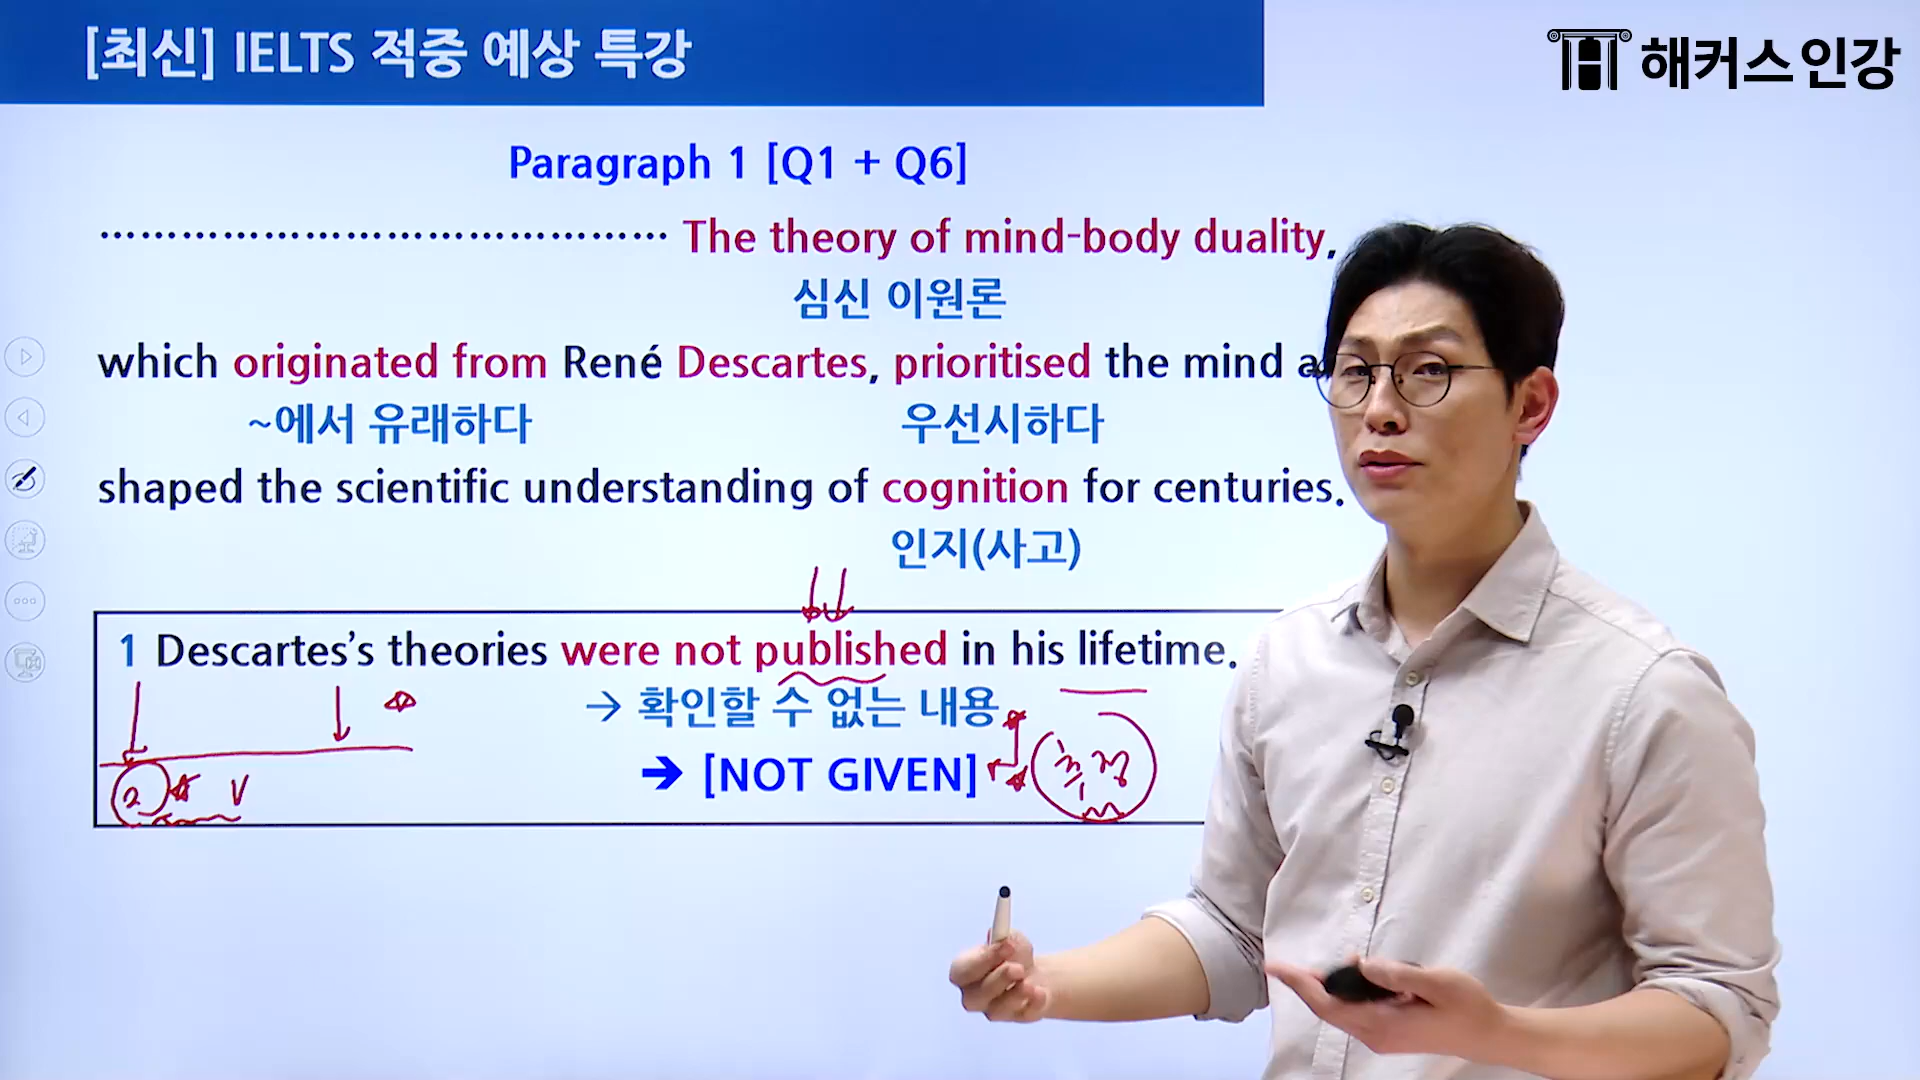 [최신] IELTS 적중 예상 특강
해커스인강
Paragraph 1 [Q1 + Q6]
········································ The theory of mind-body duality,
심신 이원론
which originated from René Descartes, prioritised the mind
~에서 유래하다 우선시하다
shaped the scientific understanding of cognition for centuries.
인지(사고)
1 Descartes’s theories were not published in his lifetime.
→ 확인할 수 없는 내용
➔ [NOT GIVEN]
추정
2 V